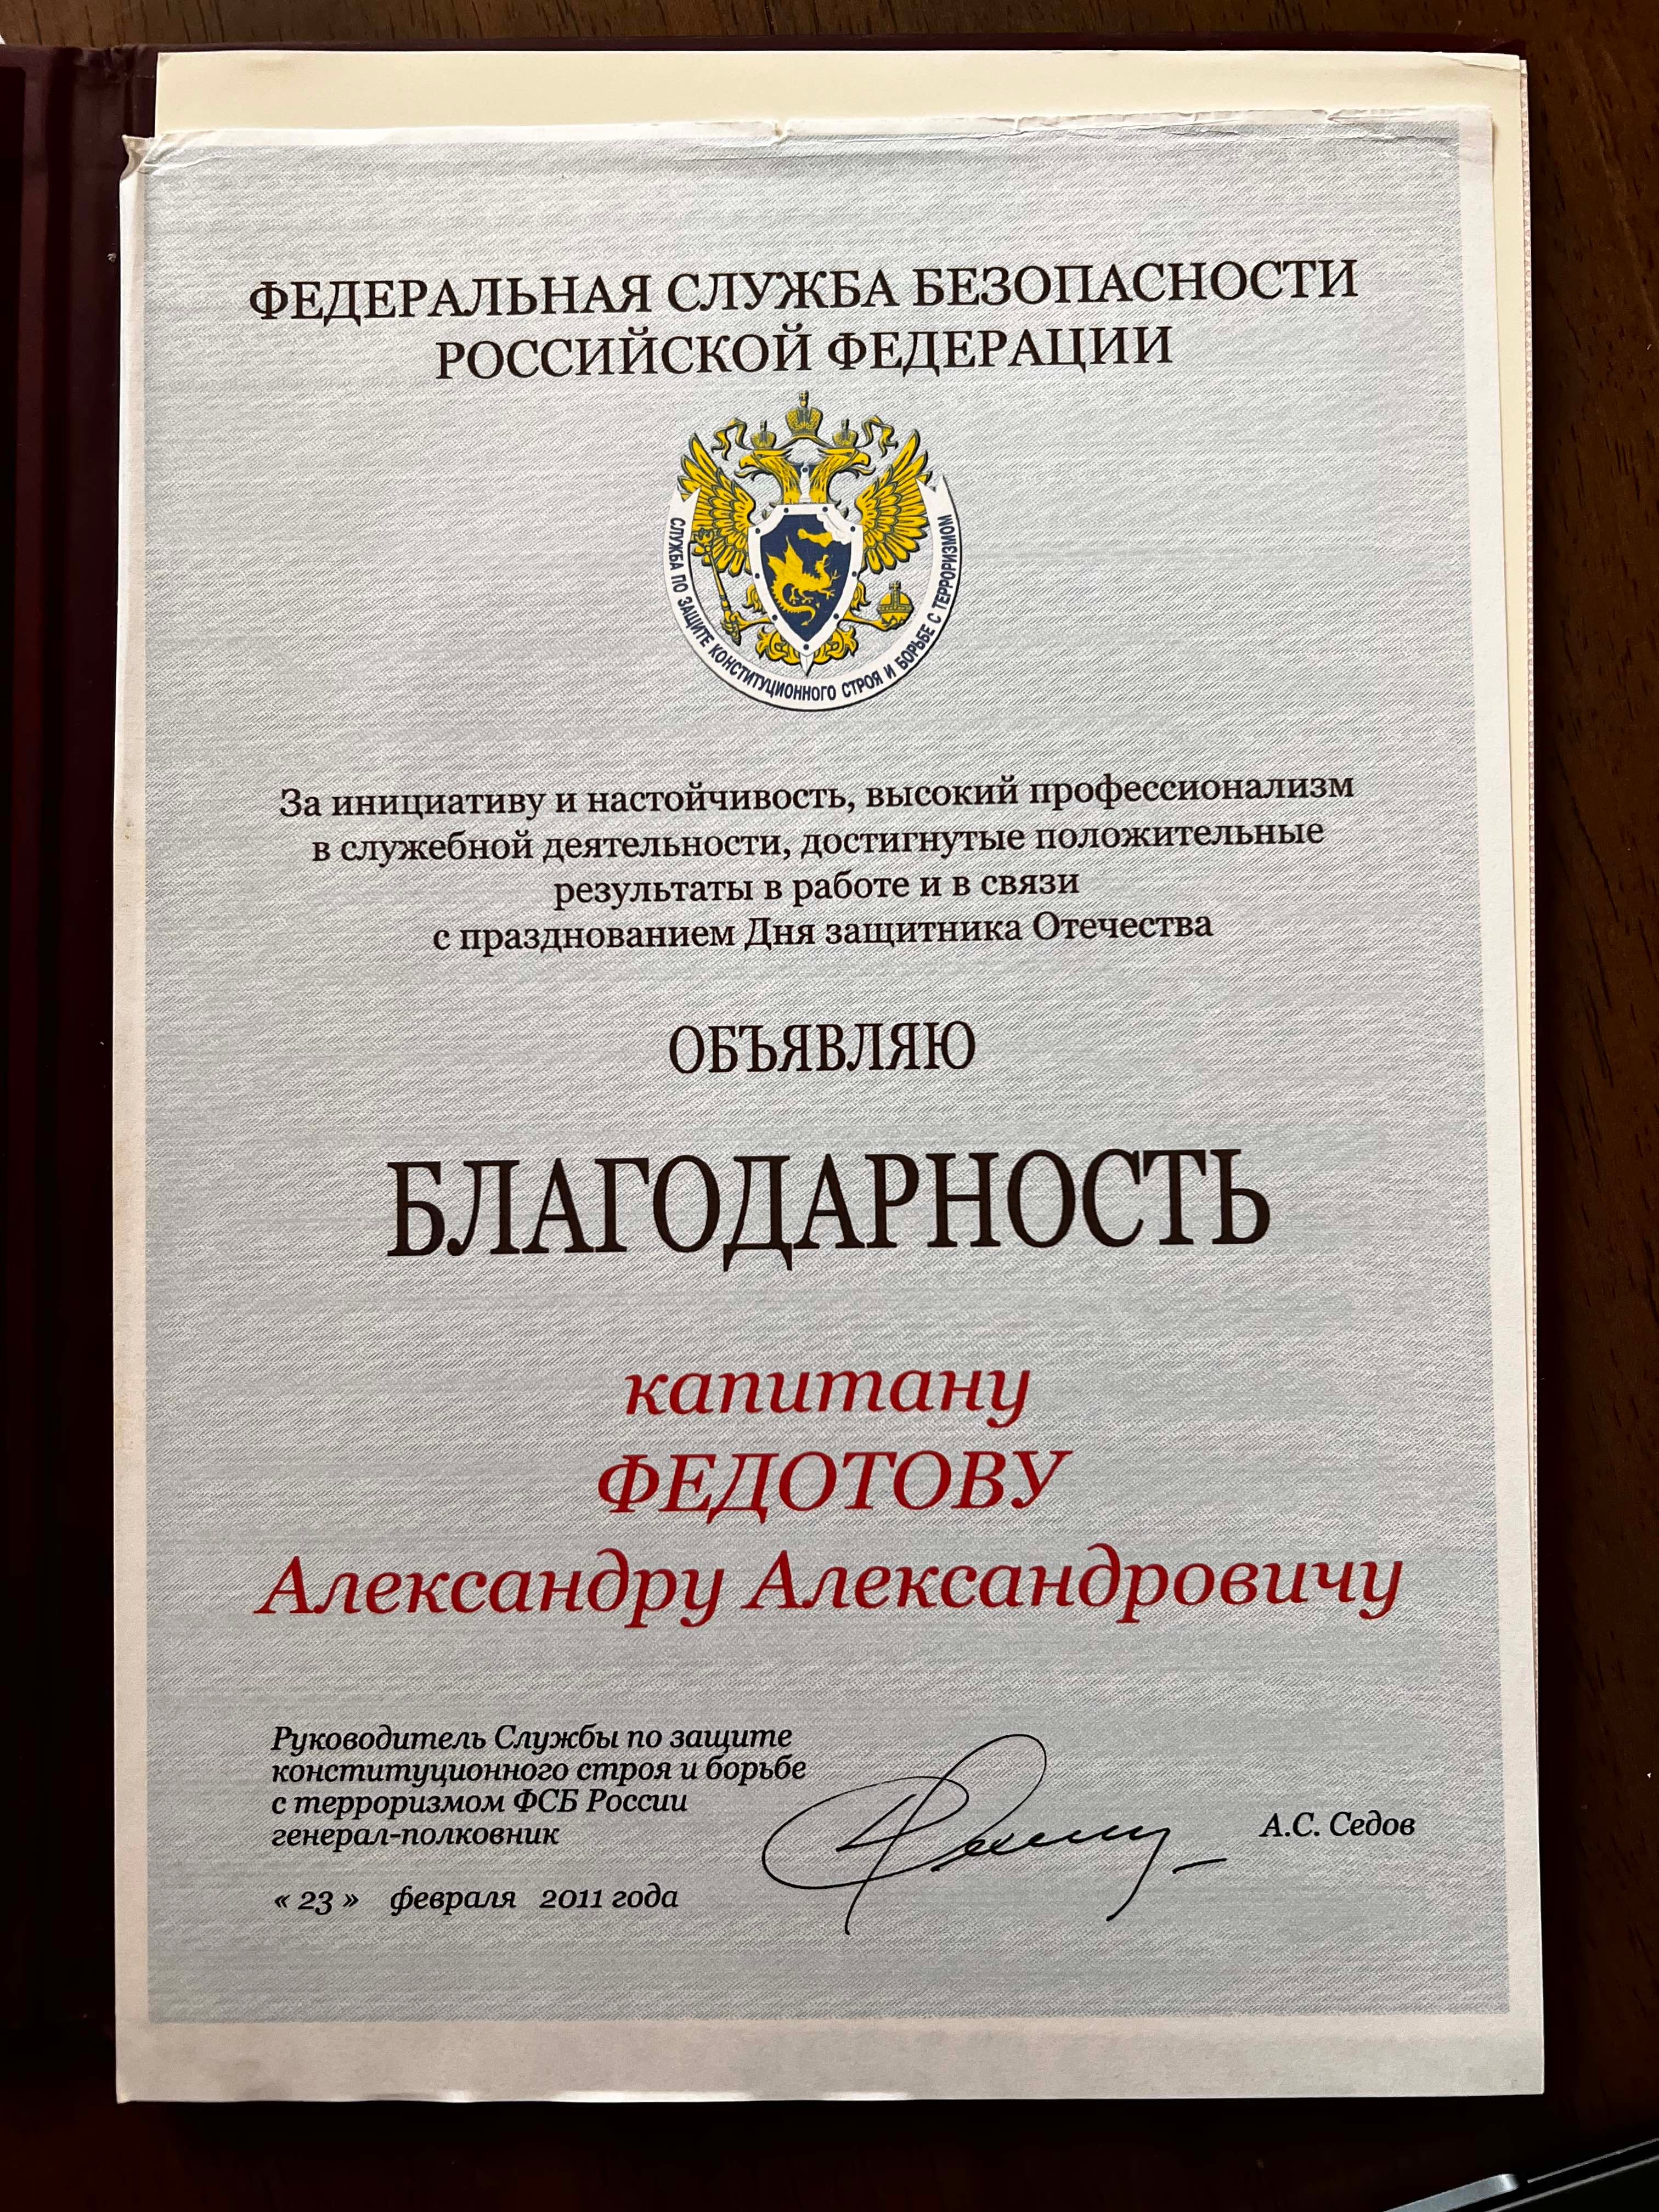 ФЕДЕРАЛЬНАЯ СЛУЖБА БЕЗОПАСНОСТИ
РОССИЙСКОЙ ФЕДЕРАЦИИ
СЛУЖБА ПО ЗАЩИТЕ КОНСТИТУЦИОННОГО СТРОЯ И БОРЬБЕ С ТЕРРОРИЗМОМ
За инициативу и настойчивость, высокий профессионализм
в служебной деятельности, достигнутые положительные
результаты в работе и в связи
с празднованием Дня защитника Отечества
ОБЪЯВЛЯЮ
БЛАГОДАРНОСТЬ
капитану
ФЕДОТОВУ
Александру Александровичу
Руководитель Службы по защите
конституционного строя и борьбе
с терроризмом ФСБ России
генерал-полковник
А.С. Седов
« 23 » февраля 2011 года